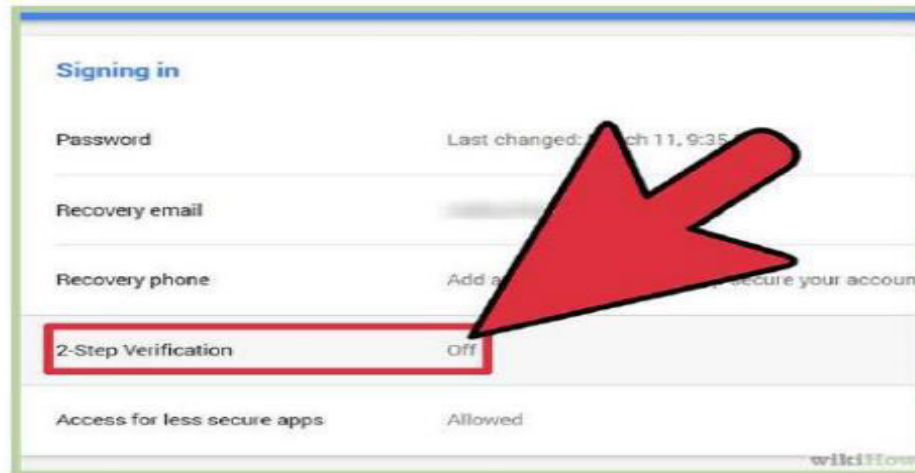 Signing in
Password Last changed: ch 11, 9:35
Recovery email
Recovery phone Add a secure your accoun
2-Step Verification Off
Access for less secure apps Allowed
wikiHow